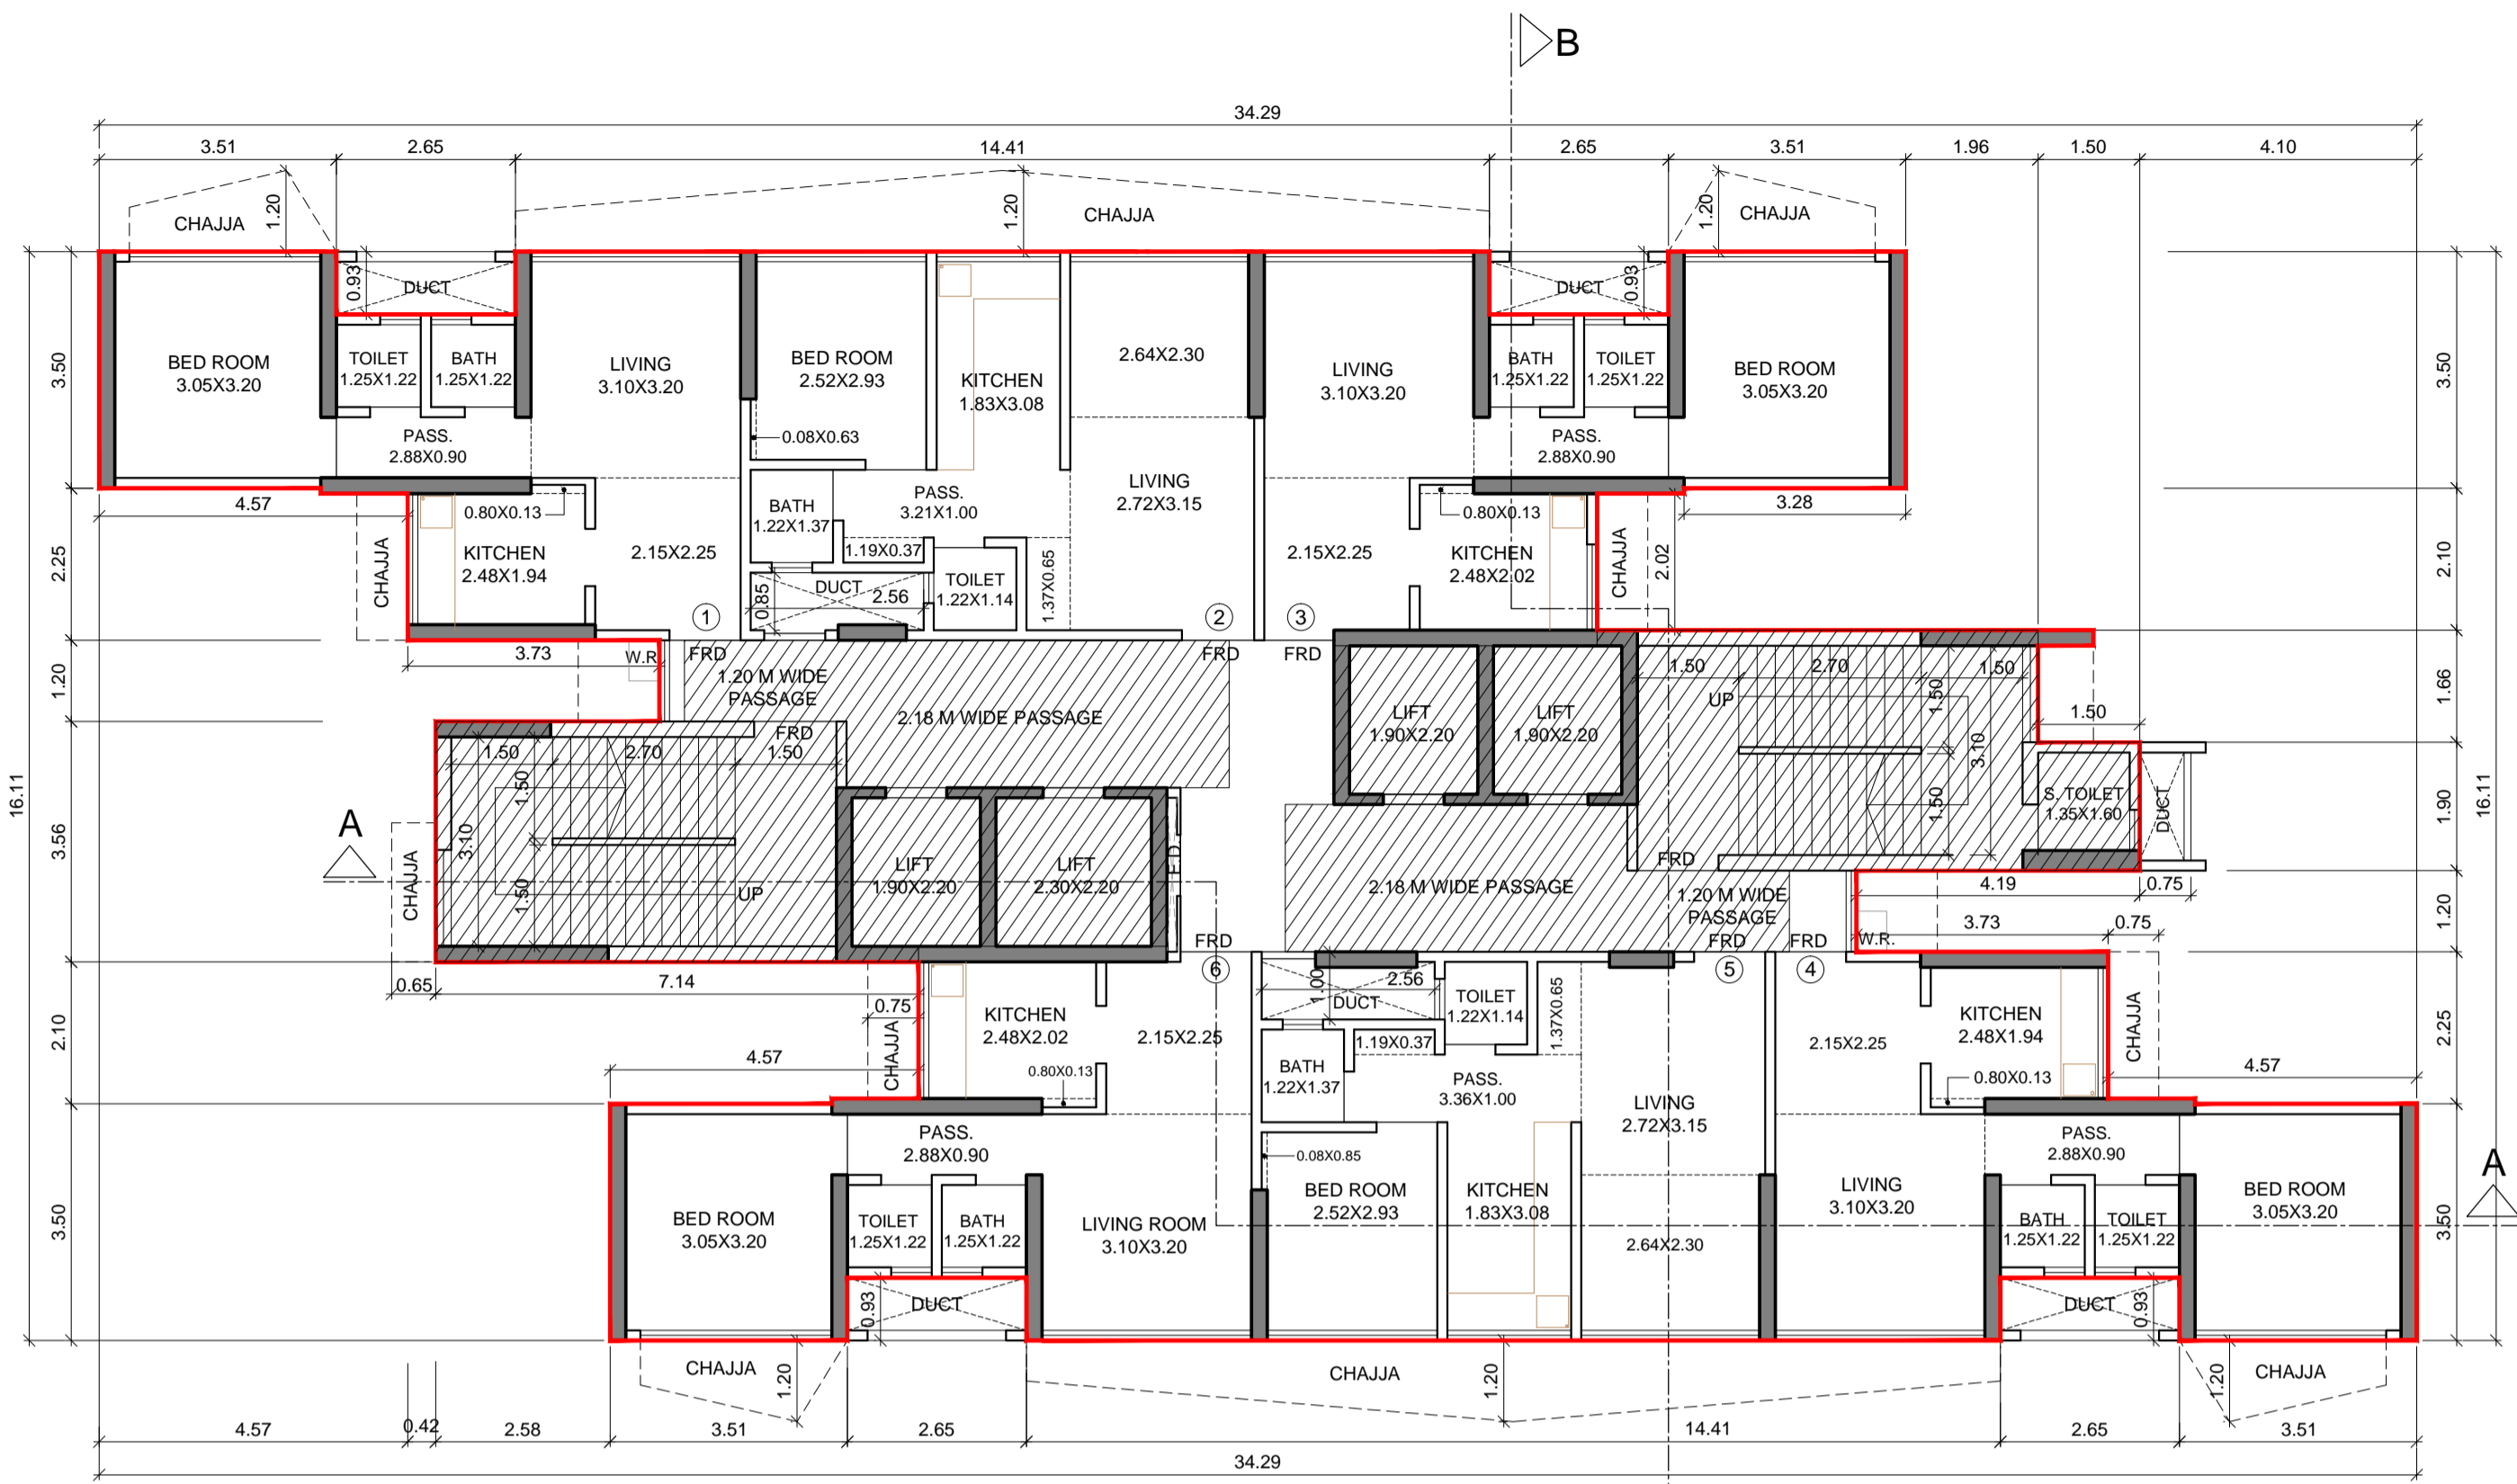 B
34.29
3.51
2.65
14.41
2.65
3.51
1.96
1.50
4.10
CHAJJA
1.20
1.20
CHAJJA
1.20
CHAJJA
0.93
DUCT
DUCT
0.93
3.50
BED ROOM
3.05X3.20
TOILET
1.25X1.22
BATH
1.25X1.22
LIVING
3.10X3.20
BED ROOM
2.52X2.93
KITCHEN
1.83X3.08
2.64X2.30
LIVING
3.10X3.20
BATH
1.25X1.22
TOILET
1.25X1.22
BED ROOM
3.05X3.20
3.50
PASS.
2.88X0.90
0.08X0.63
PASS.
2.88X0.90
4.57
0.80X0.13
BATH
1.22X1.37
PASS.
3.21X1.00
LIVING
2.72X3.15
0.80X0.13
3.28
2.25
CHAJJA
KITCHEN
2.48X1.94
2.15X2.25
1.19X0.37
DUCT
0.85
2.56
TOILET
1.22X1.14
1.37X0.65
2.15X2.25
KITCHEN
2.48X2.02
CHAJJA
2.02
2.10
1
2
3
1.20
3.73
W.R.
FRD
1.20 M WIDE
PASSAGE
FRD
FRD
2.18 M WIDE PASSAGE
LIFT
1.90X2.20
LIFT
1.90X2.20
1.50
2.70
1.50
UP
1.50
1.50
3.10
1.50
1.66
FRD
1.50
2.70
1.50
1.50
3.10
1.50
UP
16.11
3.56
A
CHAJJA
LIFT
1.90X2.20
LIFT
2.30X2.20
S. TOILET
1.35X1.60
DUCT
1.90
16.11
FRD
2.18 M WIDE PASSAGE
1.20 M WIDE
PASSAGE
4.19
0.75
1.20
FRD
FRD
FRD
W.R.
3.73
0.75
6
5
4
0.65
7.14
0.75
2.10
CHAJJA
KITCHEN
2.48X2.02
2.15X2.25
1.00
2.56
DUCT
TOILET
1.22X1.14
1.37X0.65
2.15X2.25
KITCHEN
2.48X1.94
CHAJJA
2.25
4.57
0.80X0.13
BATH
1.22X1.37
1.19X0.37
PASS.
3.36X1.00
LIVING
2.72X3.15
0.80X0.13
4.57
PASS.
2.88X0.90
0.08X0.85
PASS.
2.88X0.90
3.50
BED ROOM
3.05X3.20
TOILET
1.25X1.22
BATH
1.25X1.22
LIVING ROOM
3.10X3.20
BED ROOM
2.52X2.93
KITCHEN
1.83X3.08
2.64X2.30
LIVING
3.10X3.20
BATH
1.25X1.22
TOILET
1.25X1.22
BED ROOM
3.05X3.20
3.50
A
0.93
DUCT
DUCT
0.93
CHAJJA
1.20
CHAJJA
1.20
1.20
CHAJJA
4.57
0.42
2.58
3.51
2.65
14.41
2.65
3.51
34.29